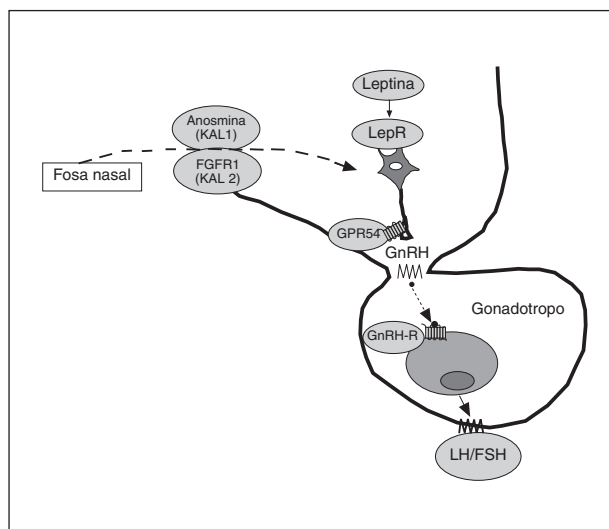 Leptina
Anosmina
(KAL1)
LepR
FGFR1
(KAL 2)
Fosa nasal
GPR54
GnRH
Gonadotropo
GnRH-R
LH/FSH